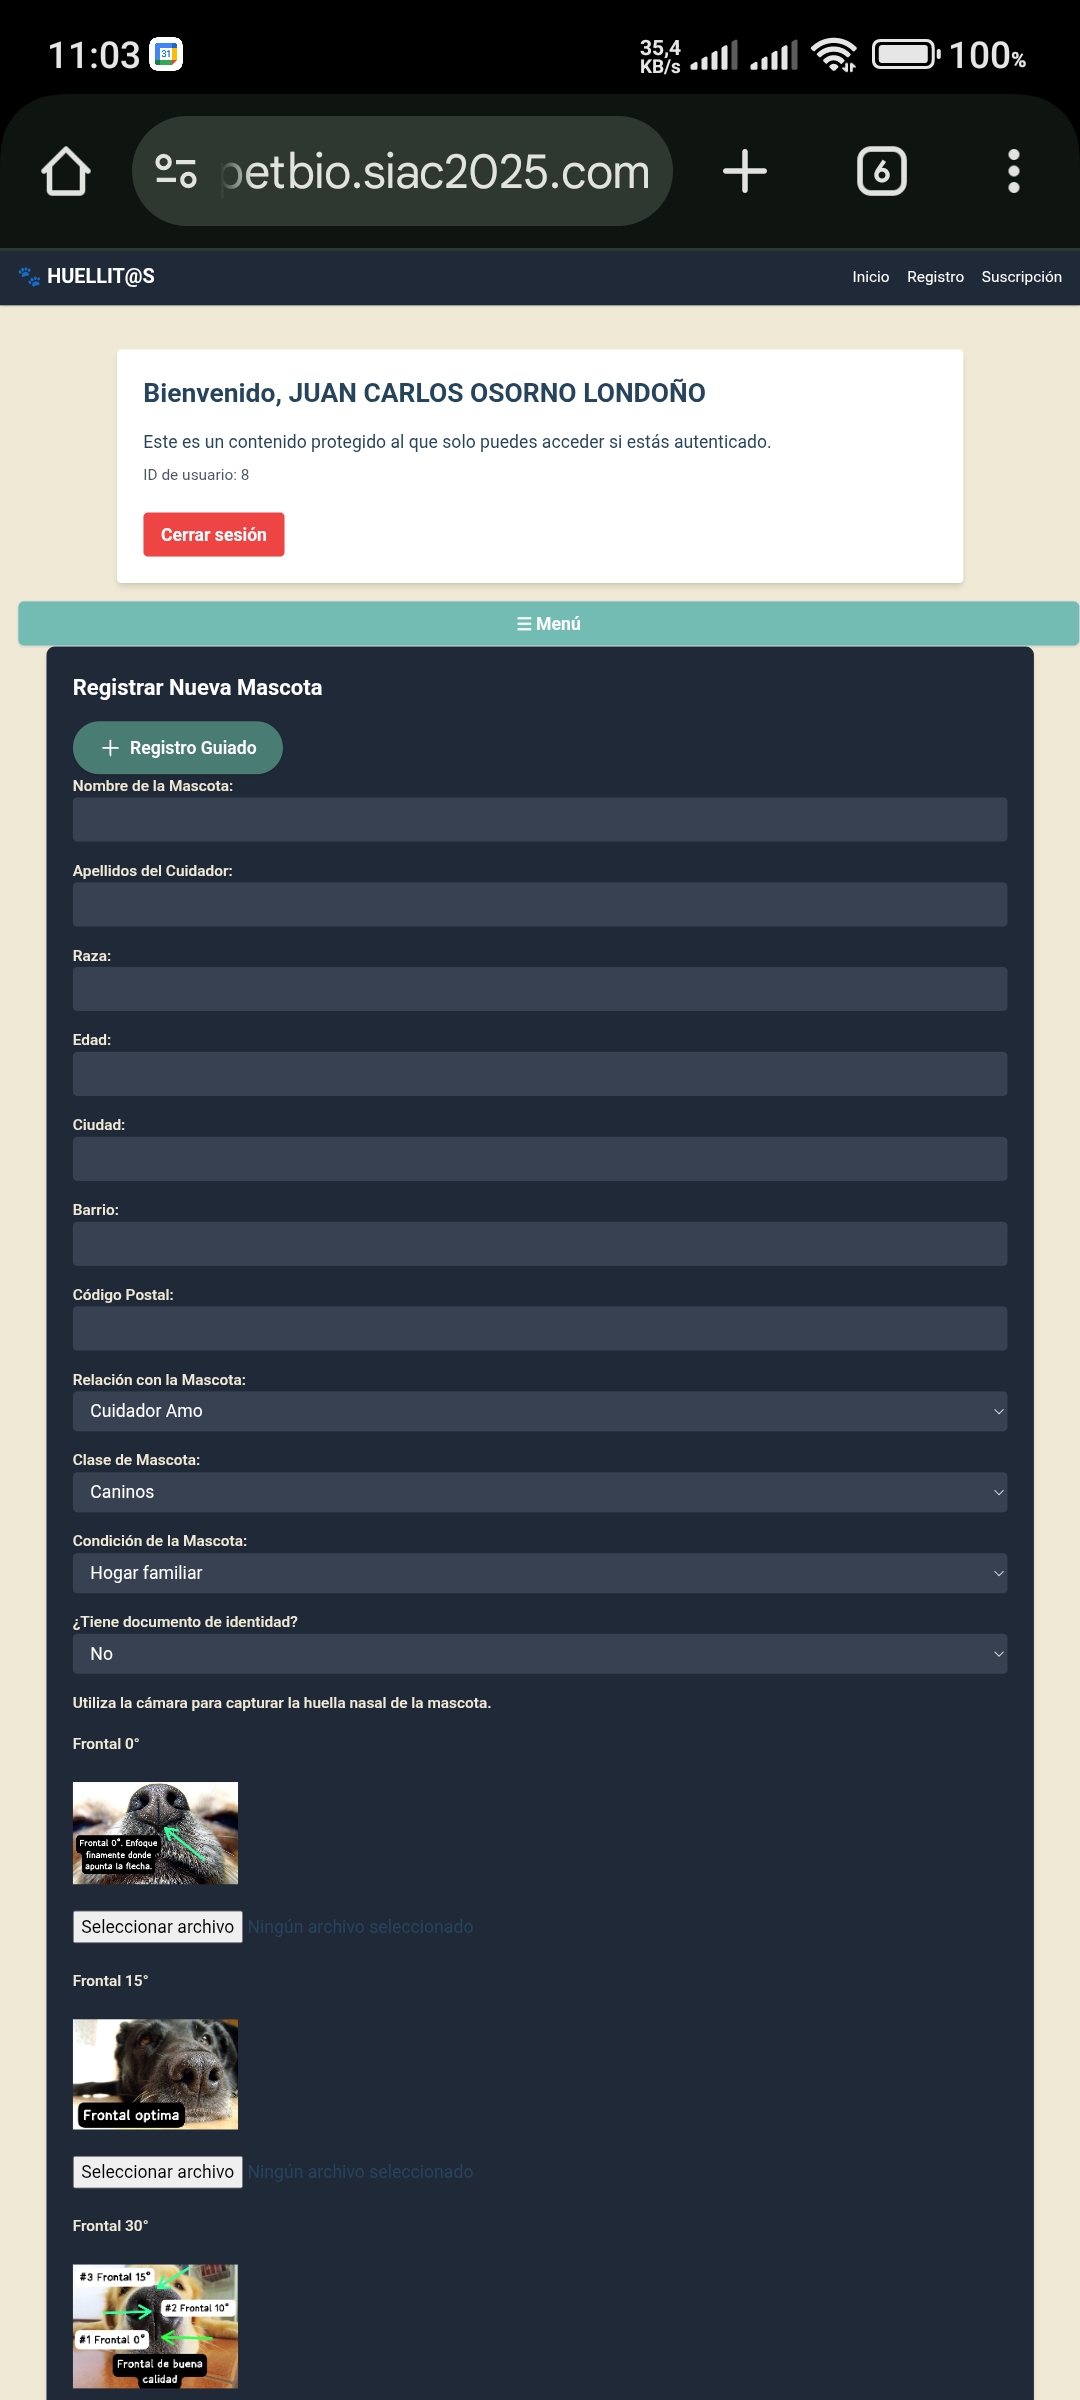 11:03
31
35,4
KB/s
100%
petbio.siac2025.com
6
HUELLIT@S
Inicio Registro Suscripción
Bienvenido, JUAN CARLOS OSORNO LONDOÑO
Este es un contenido protegido al que solo puedes acceder si estás autenticado.
ID de usuario: 8
Cerrar sesión
☰ Menú
Registrar Nueva Mascota
+ Registro Guiado
Nombre de la Mascota:
Apellidos del Cuidador:
Raza:
Edad:
Ciudad:
Barrio:
Código Postal:
Relación con la Mascota:
Cuidador Amo
Clase de Mascota:
Caninos
Condición de la Mascota:
Hogar familiar
¿Tiene documento de identidad?
No
Utiliza la cámara para capturar la huella nasal de la mascota.
Frontal 0°
Frontal 0°. Enfoque
finamente donde
apunta la flecha.
Seleccionar archivo Ningún archivo seleccionado
Frontal 15°
Frontal optima
Seleccionar archivo Ningún archivo seleccionado
Frontal 30°
#3 Frontal 15°
#2 Frontal 10°
#1 Frontal 0°
Frontal de buena
calidad